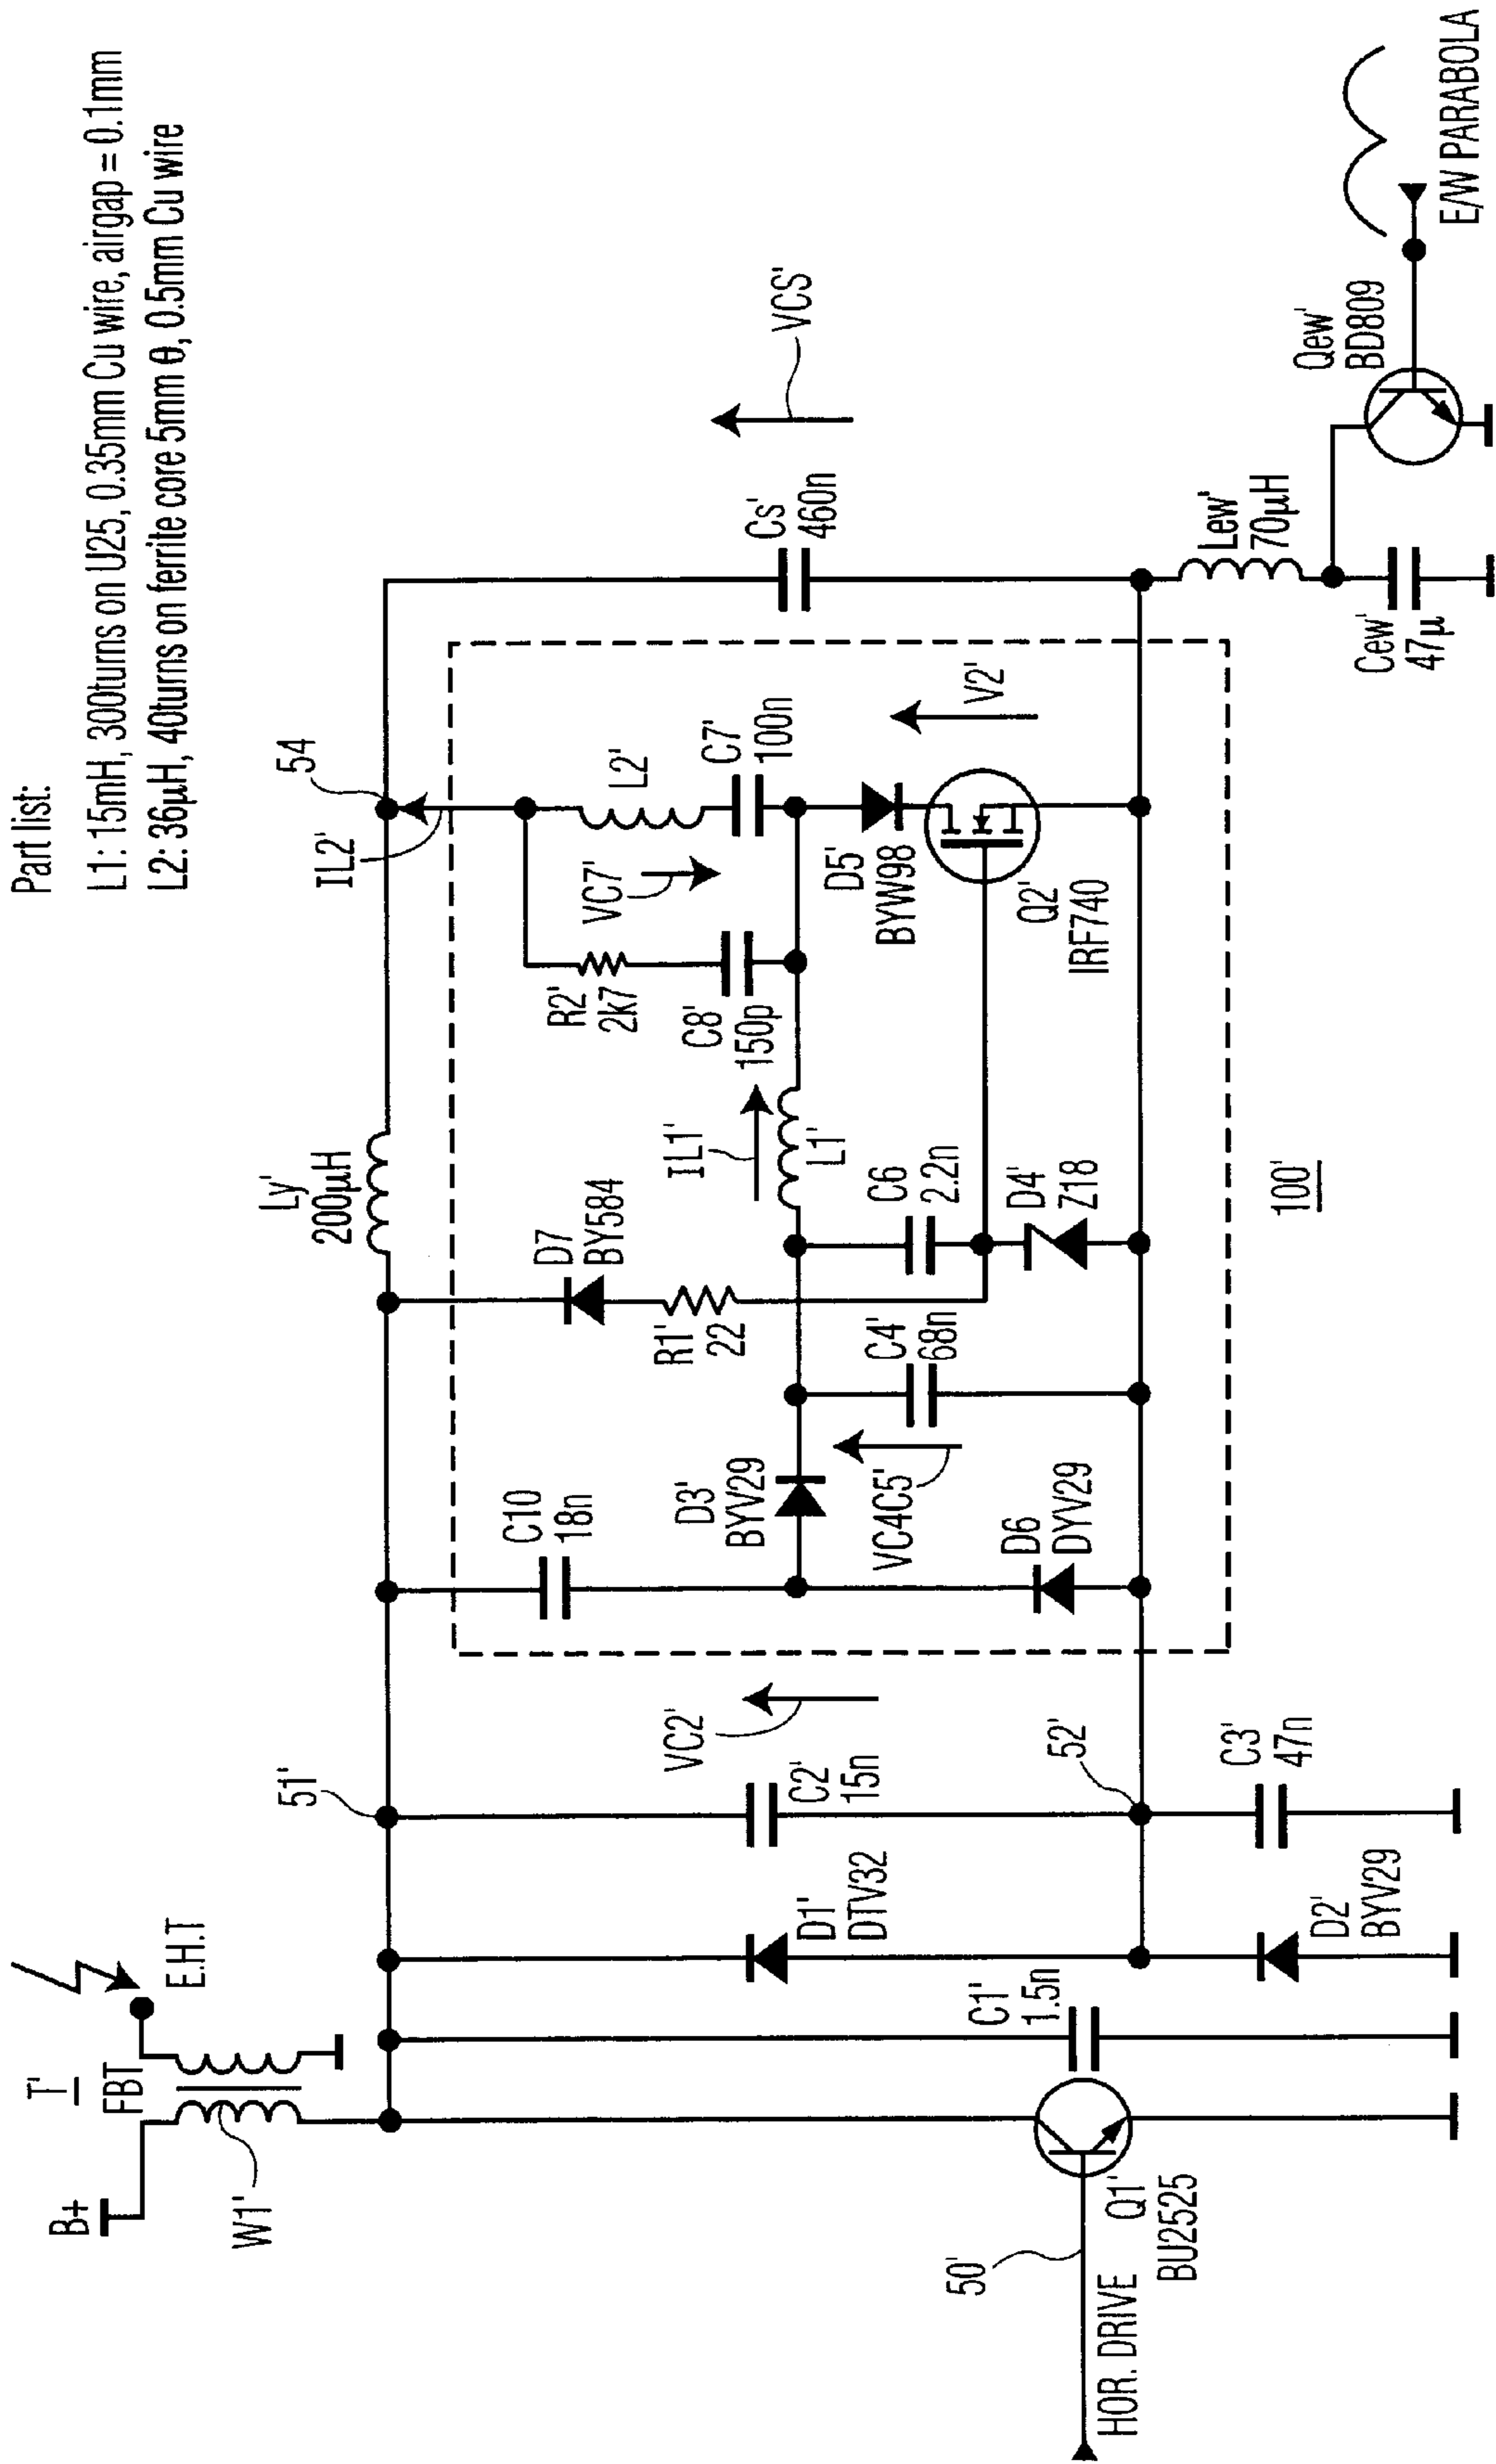 Part list:
L1: 15mH, 300turns on U25, 0.35mm Cu wire, airgap = 0.1mm
L2: 36µH, 40turns on ferrite core 5mm θ, 0.5mm Cu wire
B+
T'
FBT
E.H.T
W1'
51'
Ly'
200µH
54
IL2'
VC2'
C10
18n
D3'
BYV29
VC4C5'
D7
BY584
R1'
22
C4'
68n
IL1'
L1'
C6
2.2n
R2'
2k7
C8'
150p
VC7'
L2'
C7'
100n
D5'
BYW98
V2'
Q2'
IRF740
D4'
Z18
D6
DYV29
100'
Cs'
460n
VCS'
D1'
DTV32
C2'
15n
52'
C1'
1.5n
D2'
BYV29
C3'
47n
50'
HOR. DRIVE
Q1'
BU2525
Lew'
70µH
Cew'
47µ
Qew'
BD809
E/W PARABOLA